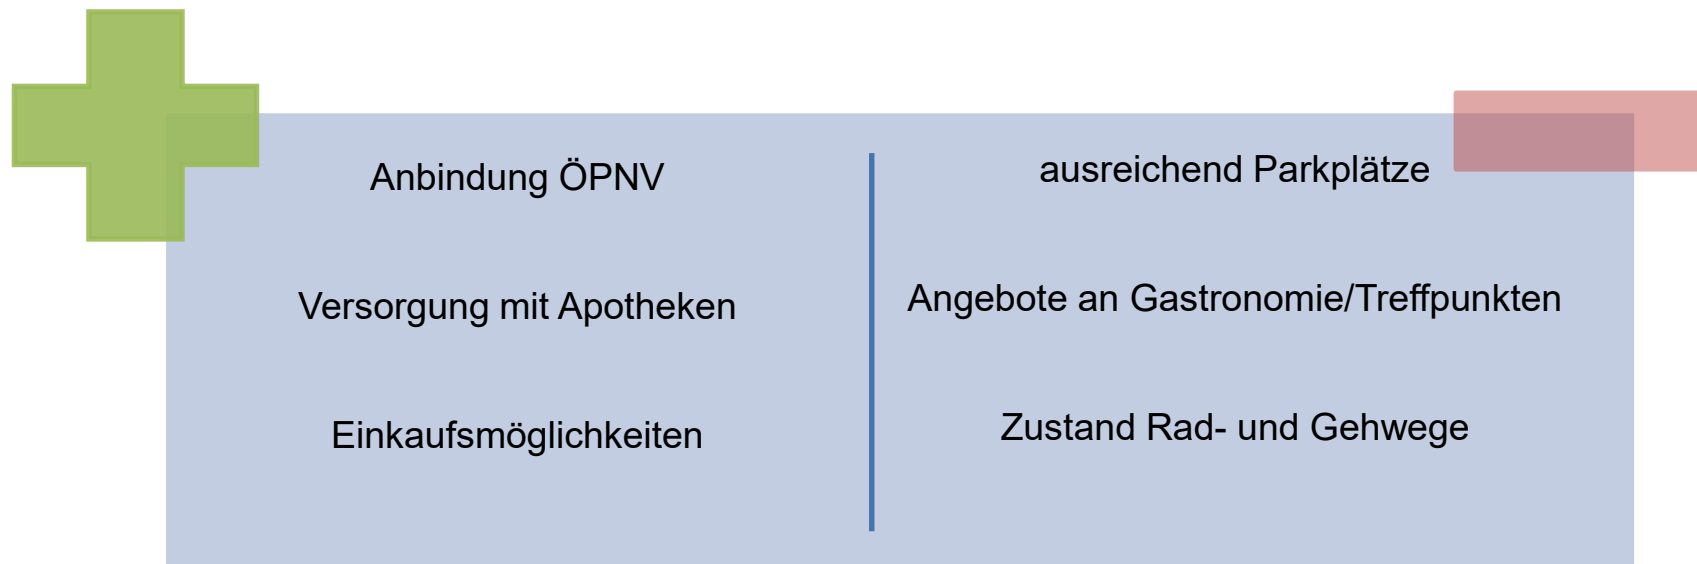 Anbindung ÖPNV
Versorgung mit Apotheken
Einkaufsmöglichkeiten
ausreichend Parkplätze
Angebote an Gastronomie/Treffpunkten
Zustand Rad- und Gehwege